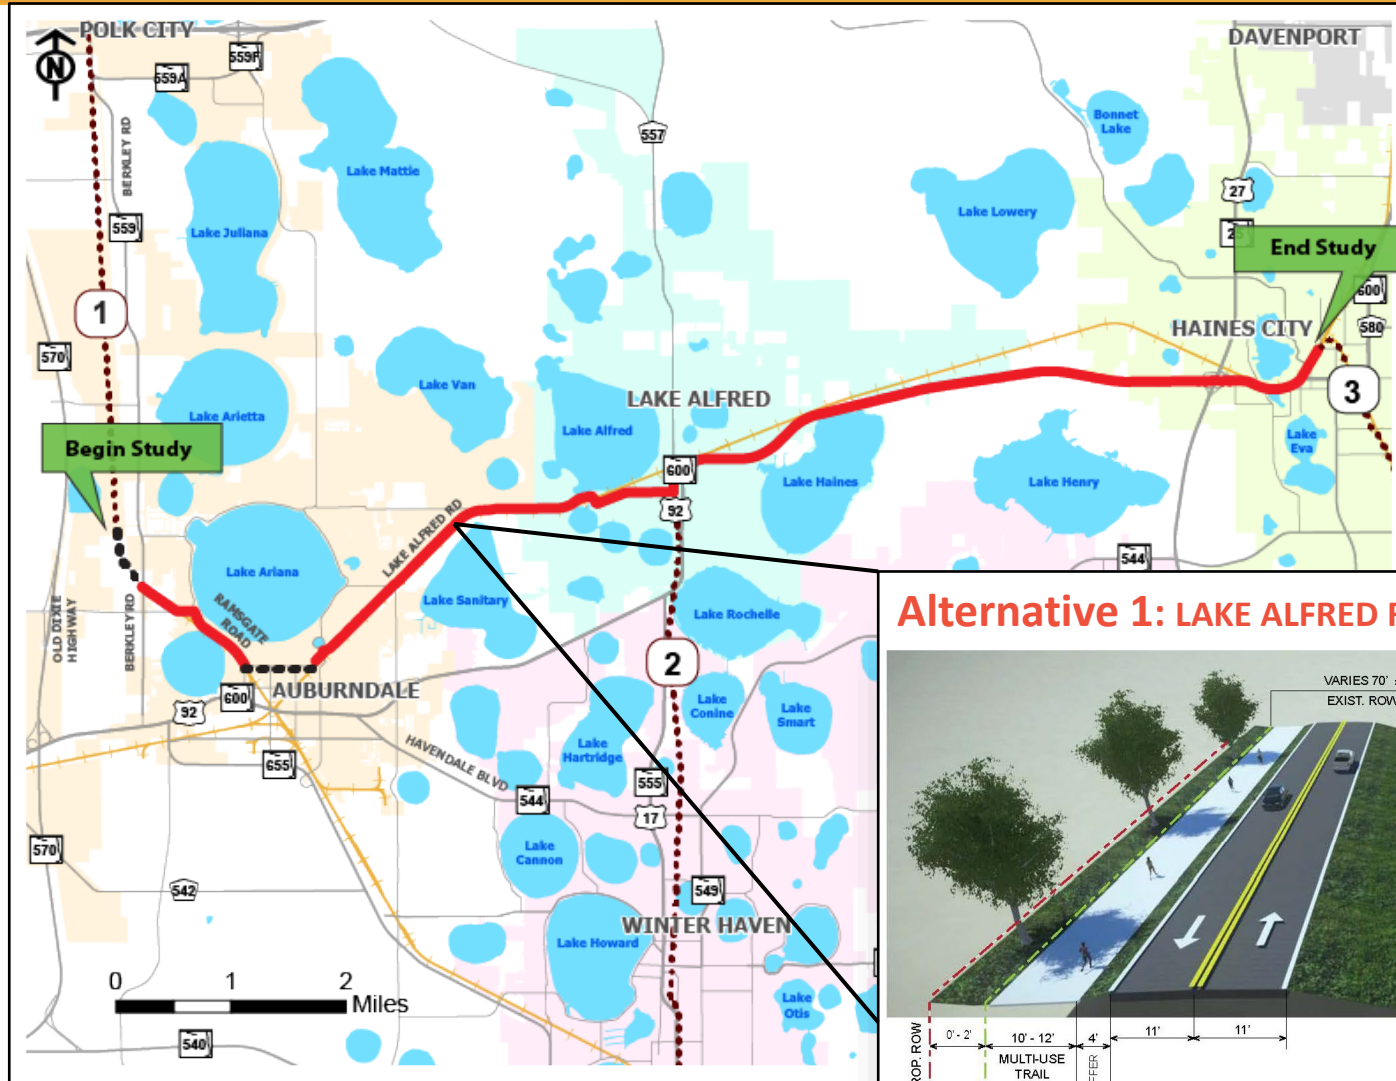 POLK CITY
DAVENPORT
N
559F
559A
557
Bonnet
Lake
BERKLEY RD
Lake Mattie
27
Lake Lowery
559
Lake Juliana
End Study
600
1
HAINES CITY
580
570
Lake Van
LAKE ALFRED
3
Lake Arietta
Lake Alfred
Begin Study
Lake
Eva
600
Lake Haines
Lake Henry
92
LAKE ALFRED RD
544
Lake Ariana
Lake Sanitary
RAMSGATE
ROAD
Lake Rochelle
OLD DIXIE
HIGHWAY
BERKLEY RD
Alternative 1: LAKE ALFRED
2
AUBURNDALE
600
92
VARIES 70'
EXIST. ROW
Lake
Conine
Lake
Smart
Lake
Hartridge
HAVENDALE BLVD
655
555
544
17
570
Lake
Cannon
542
549
WINTER HAVEN
Lake Howard
0 1 2
Miles
Lake
Otis
540
0' - 2'
10' - 12'
4'
11'
11'
MULTI-USE
TRAIL
ROW